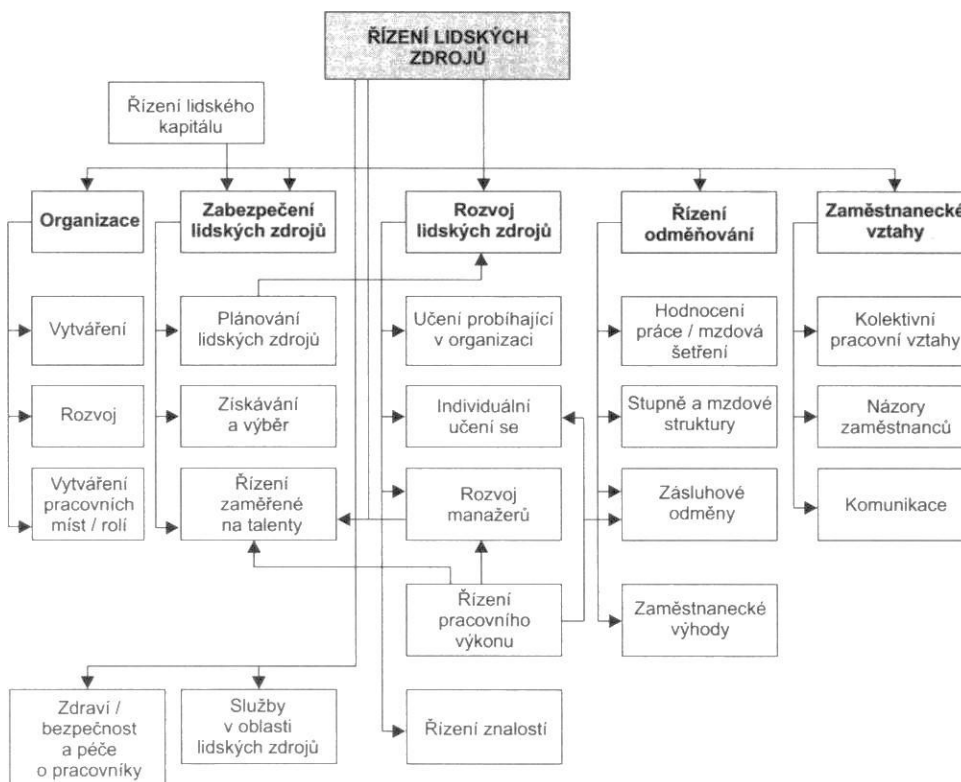 ŘÍZENÍ LIDSKÝCH
ZDROJŮ
Řízení lidského
kapitálu
Organizace
Zabezpečení
lidských zdrojů
Rozvoj
lidských zdrojů
Řízení
odměňování
Zaměstnanecké
vztahy
Vytváření
Plánování
lidských zdrojů
Učení probíhající
v organizaci
Hodnocení
práce / mzdová
šetření
Kolektivní
pracovní vztahy
Rozvoj
Získávání
a výběr
Individuální
učení se
Stupně a mzdové
struktury
Názory
zaměstnanců
Vytváření
pracovních
míst / rolí
Řízení
zaměřené
na talenty
Rozvoj
manažerů
Zásluhové
odměny
Komunikace
Řízení
pracovního
výkonu
Zaměstnanecké
výhody
Zdraví /
bezpečnost
a péče
o pracovníky
Služby
v oblasti
lidských zdrojů
Řízení znalostí